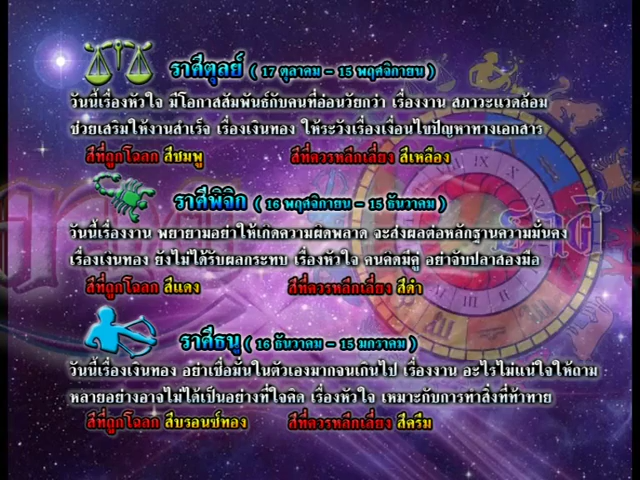 ราศีตุลย์ ( 17 ตุลาคม - 15 พฤศจิกายน )
วันนี้เรื่องหัวใจ มีโอกาสสัมพันธ์กับคนที่อ่อนวัยกว่า เรื่องงาน สภาวะแวดล้อม
ช่วยเสริมให้งานสำเร็จ เรื่องเงินทอง ให้ระวังเรื่องเงื่อนไขปัญหาทางเอกสาร
สีที่ถูกโฉลก สีชมพู สีที่ควรหลีกเลี่ยง สีเหลือง
ราศีพิจิก ( 16 พฤศจิกายน - 15 ธันวาคม )
วันนี้เรื่องงาน พยายามอย่าให้เกิดความผิดพลาด จะส่งผลต่อหลักฐานความมั่นคง
เรื่องเงินทอง ยังไม่ได้รับผลกระทบ เรื่องหัวใจ คนคิดมีคู่ อย่าจับปลาสองมือ
สีที่ถูกโฉลก สีแดง สีที่ควรหลีกเลี่ยง สีดำ
ราศีธนู ( 16 ธันวาคม - 15 มกราคม )
วันนี้เรื่องเงินทอง อย่าเชื่อมั่นในตัวเองมากจนเกินไป เรื่องงาน อะไรไม่แน่ใจให้ถาม
หลายอย่างอาจไม่ได้เป็นอย่างที่ใจคิด เรื่องหัวใจ เหมาะกับการทำสิ่งที่ท้าทาย
สีที่ถูกโฉลก สีบรอนซ์ทอง สีที่ควรหลีกเลี่ยง สีครีม